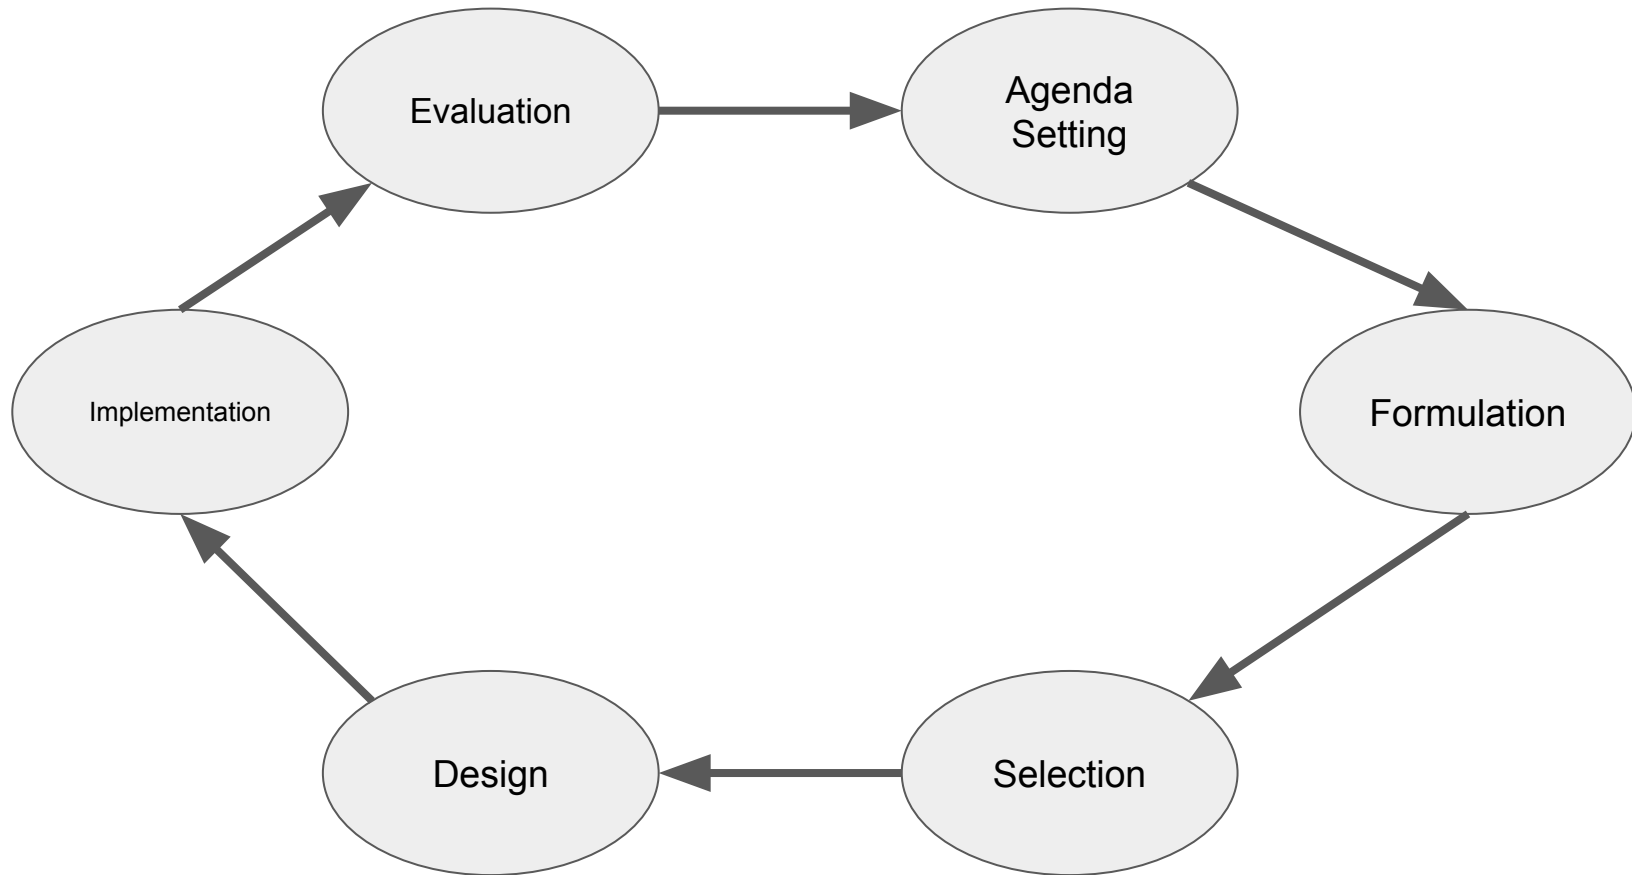 Evaluation
Agenda
Setting
Implementation
Formulation
Design
Selection